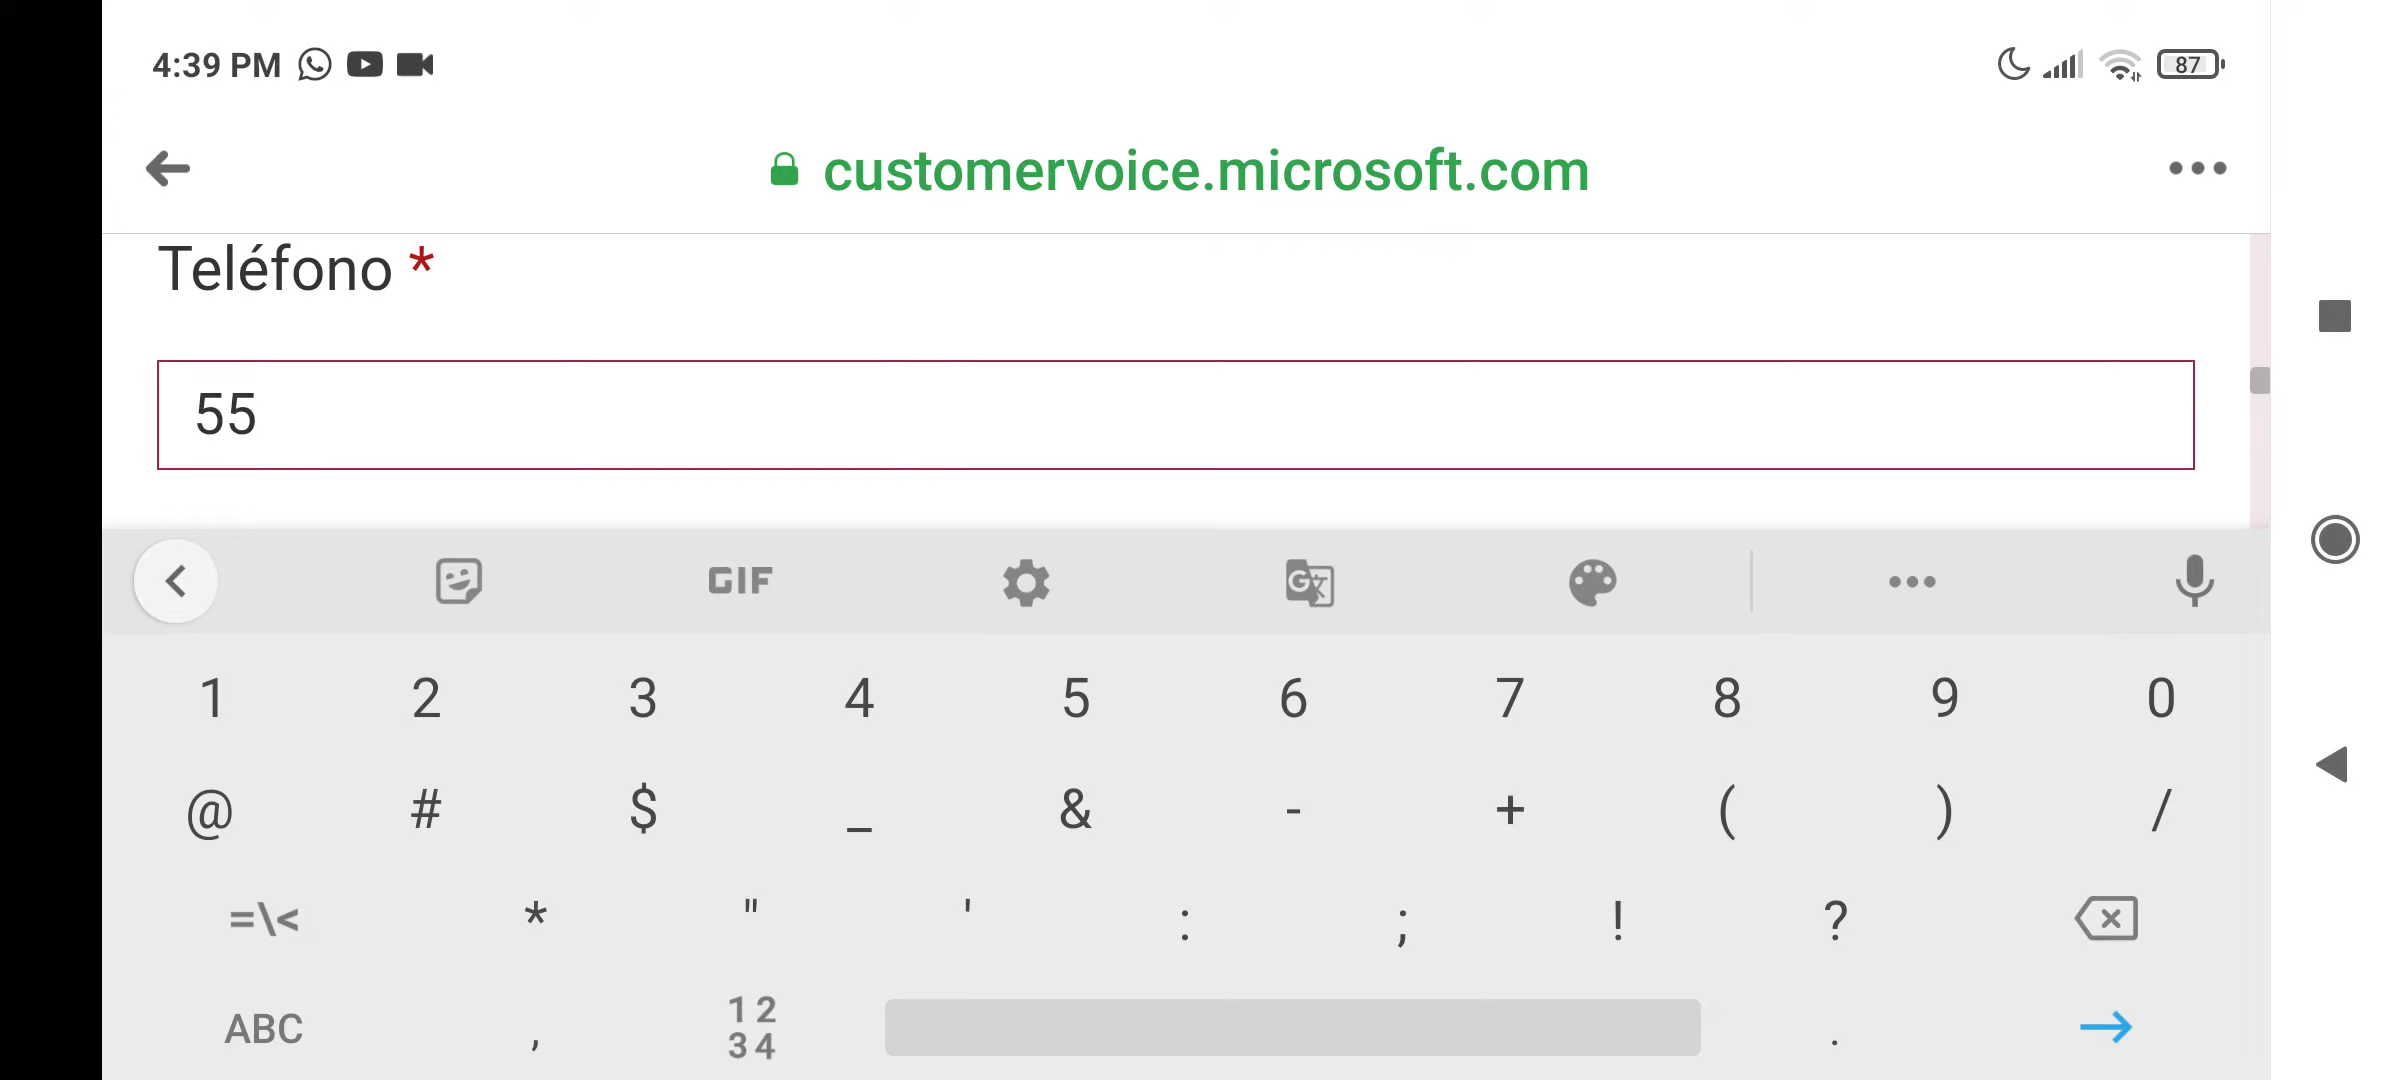 4:39 PM
87
customervoice.microsoft.com
Teléfono *
55
GIF
1 2 3 4 5 6 7 8 9 0
@ # $ _ & - + ( ) /
=\< * " ' : ; ! ?
ABC , 12 34 .